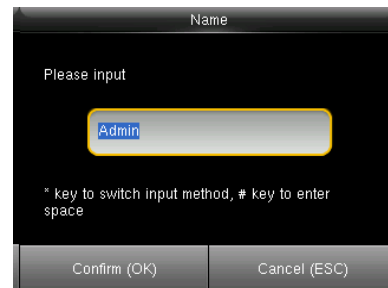 Name
Please input
Admin
* key to switch input method, # key to enter
space
Confirm (OK)
Cancel (ESC)